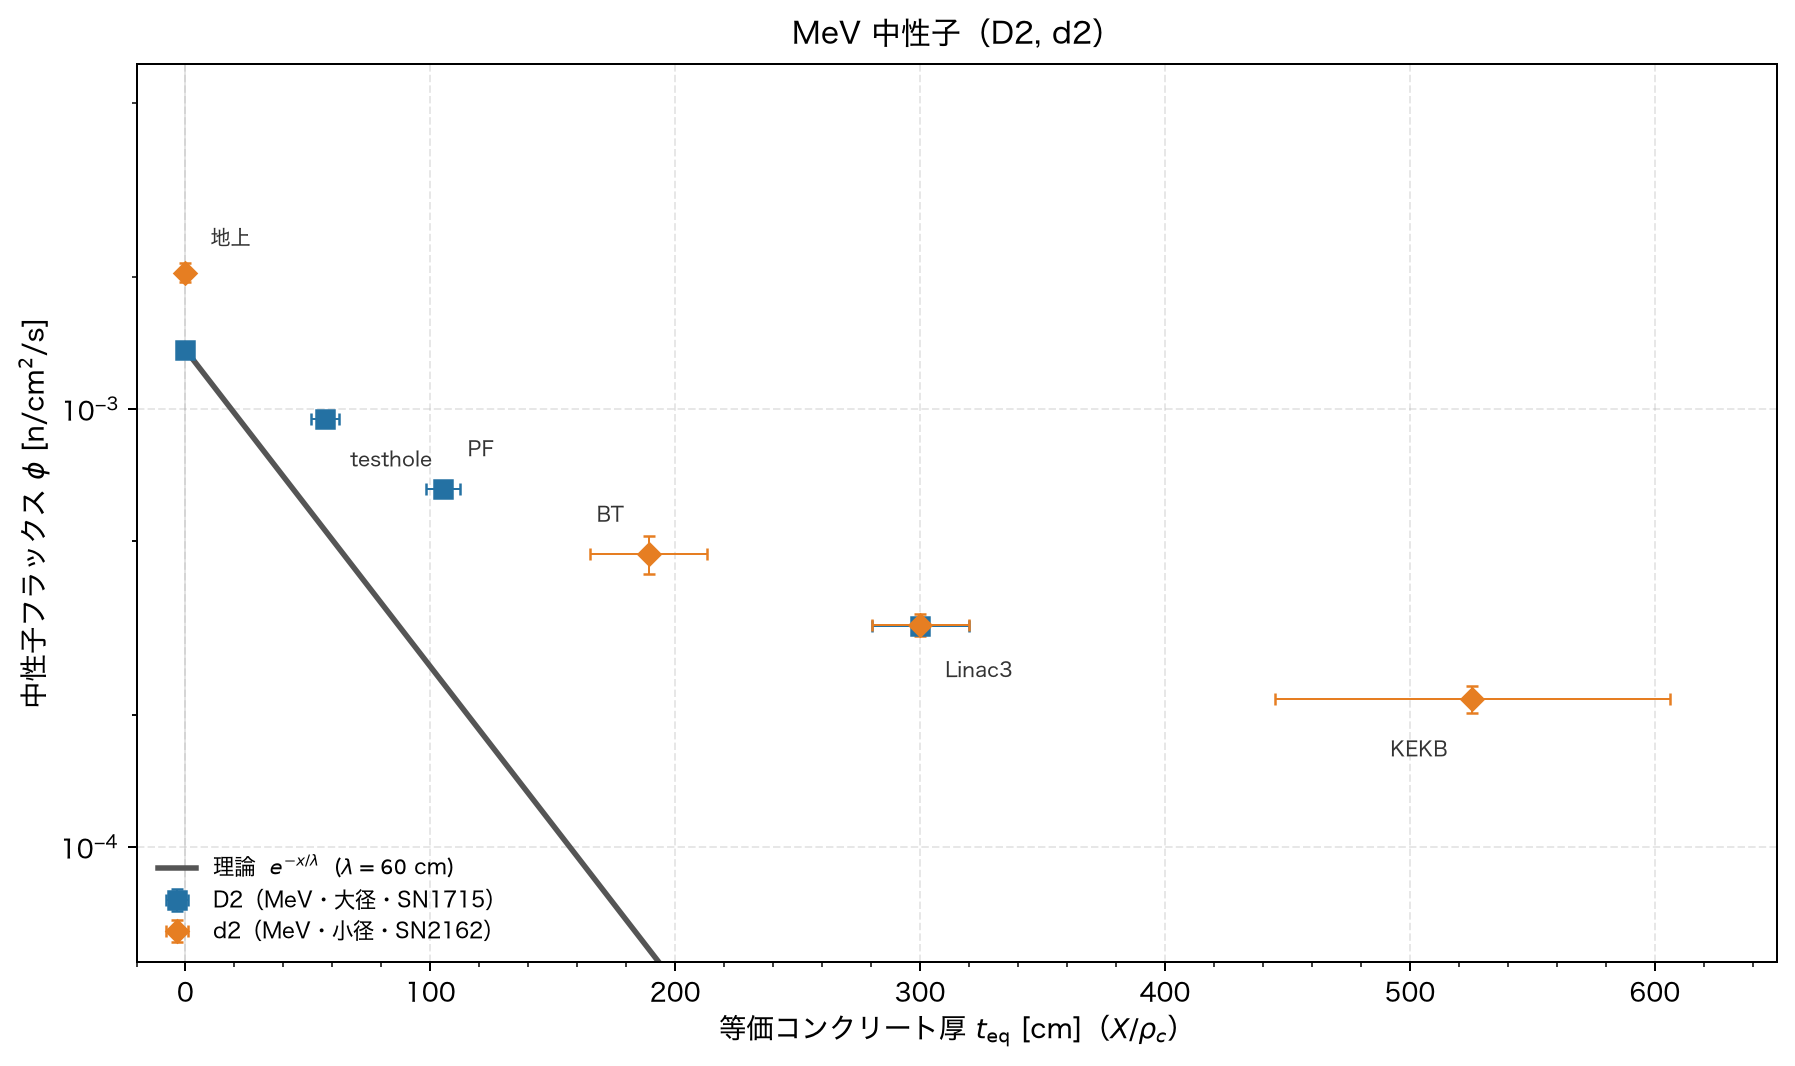 MeV 中性子（D2, d2）
中性子フラックス ϕ [n/cm²/s]
10⁻³
10⁻⁴
地上
testhole
PF
BT
Linac3
KEKB
理論 e^{−x/λ} (λ = 60 cm)
D2（MeV・大径・SN1715）
d2（MeV・小径・SN2162）
0 100 200 300 400 500 600
等価コンクリート厚 t_eq [cm]（X/ρ_c）